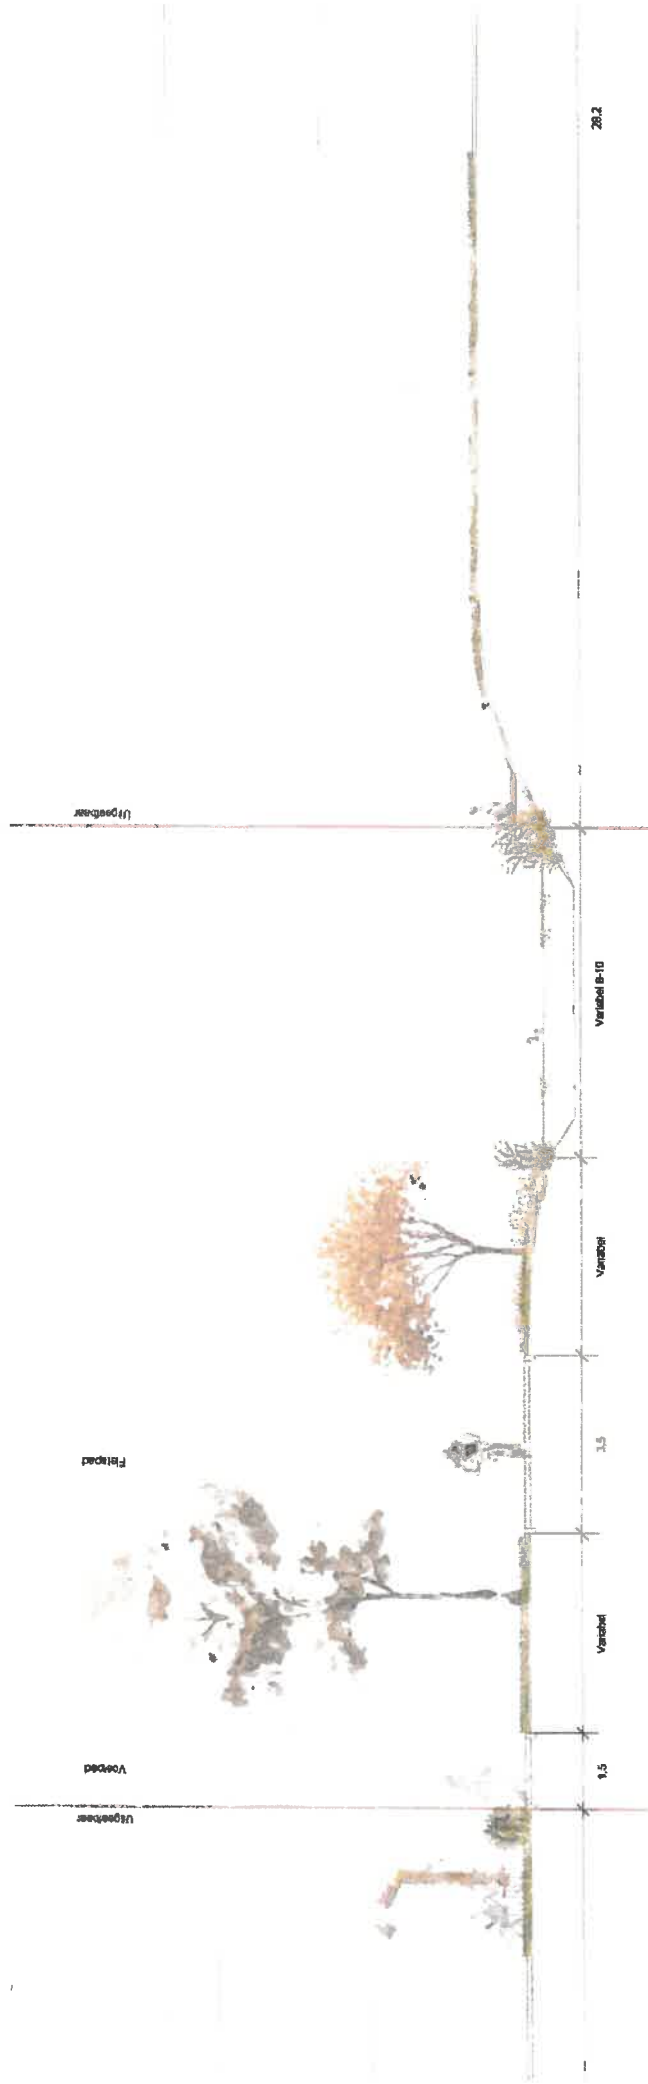 Uitgeefbaar
Voetpad
Fietspad
Uitgeefbaar
1,5
Variabel
3,5
Variabel
Variabel 8-10
28.2